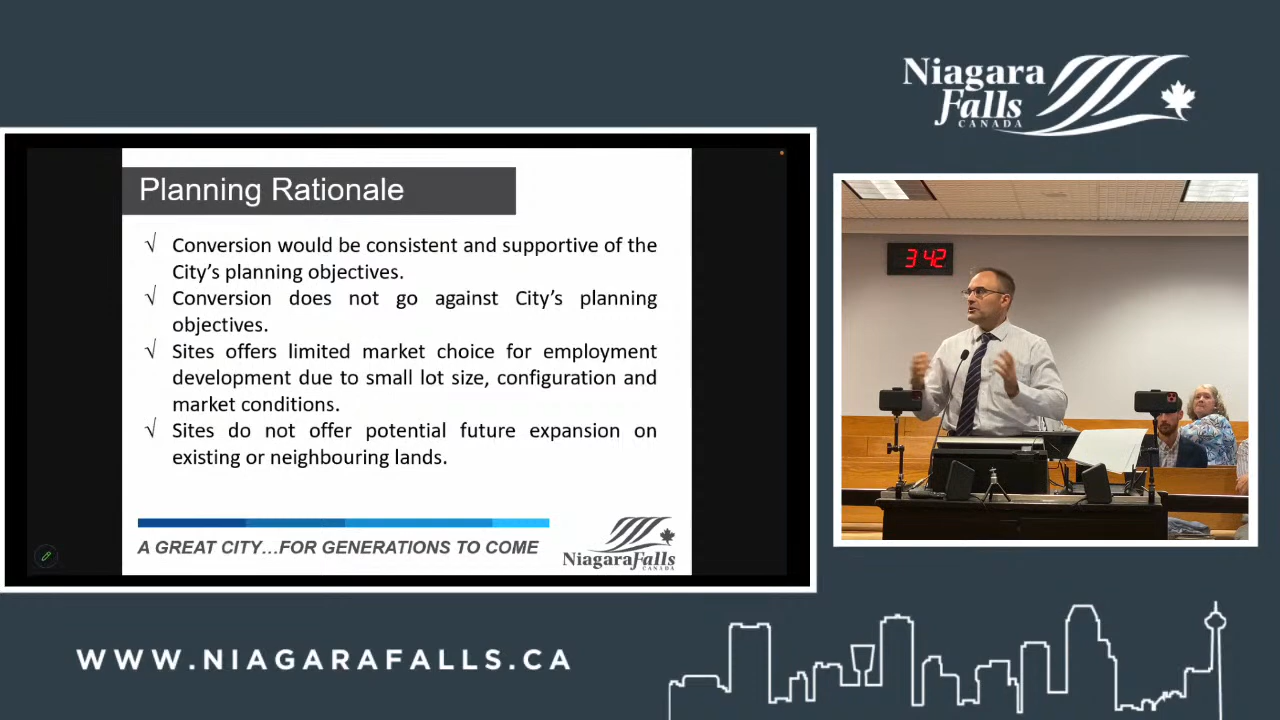 Niagara
Falls
CANADA
Planning Rationale
√ Conversion would be consistent and supportive of the
City's planning objectives.
√ Conversion does not go against City's planning
objectives.
√ Sites offers limited market choice for employment
development due to small lot size, configuration and
market conditions.
√ Sites do not offer potential future expansion on
existing or neighbouring lands.
A GREAT CITY...FOR GENERATIONS TO COME
NiagaraFalls
CANADA
3 42
WWW.NIAGARAFALLS.CA